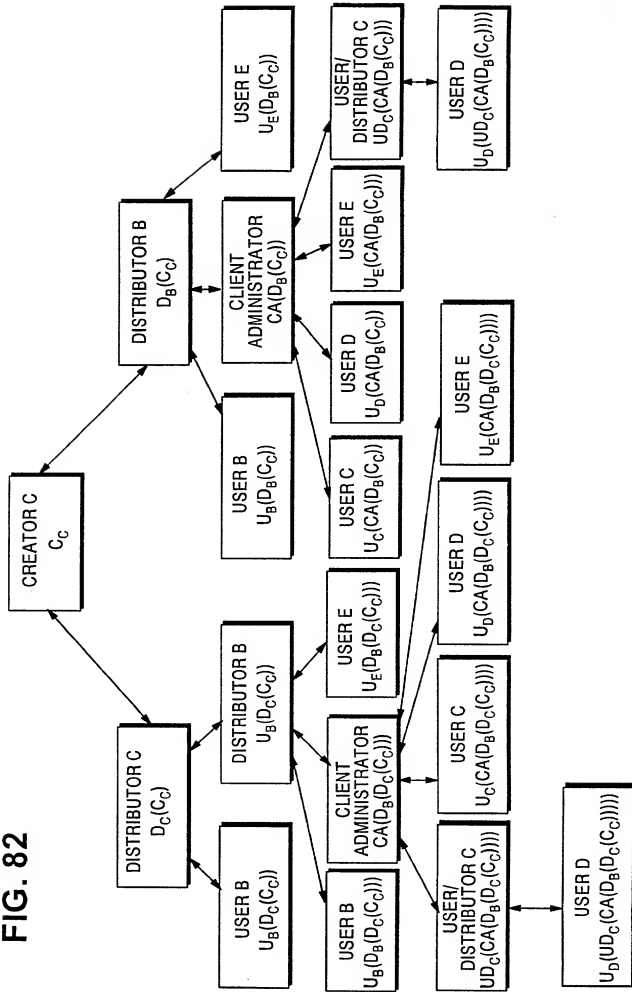 FIG. 82
CREATOR C
C_C
DISTRIBUTOR C
D_C(C_C)
DISTRIBUTOR B
D_B(C_C)
USER B
U_B(D_C(C_C))
DISTRIBUTOR B
U_B(D_C(C_C))
USER B
U_B(D_B(C_C))
CLIENT
ADMINISTRATOR
CA(D_B(C_C))
USER E
U_E(D_B(C_C))
USER B
U_B(D_B(D_C(C_C)))
CLIENT
ADMINISTRATOR
CA(D_B(D_C(C_C)))
USER E
U_E(D_B(D_C(C_C)))
USER C
U_C(CA(D_B(C_C))
USER D
U_D(CA(D_B(C_C))
USER E
U_E(CA(D_B(C_C)))
USER/
DISTRIBUTOR C
UD_C(CA(D_B(C_C)))
USER/
DISTRIBUTOR C
UD_C(CA(D_B(D_C(C_C))))
USER C
U_C(CA(D_B(D_C(C_C))))
USER D
U_D(CA(D_B(D_C(C_C))))
USER E
U_E(CA(D_B(D_C(C_C))))
USER D
U_D(UD_C(CA(D_B(C_C))))
USER D
U_D(UD_C(CA(D_B(D_C(C_C)))))